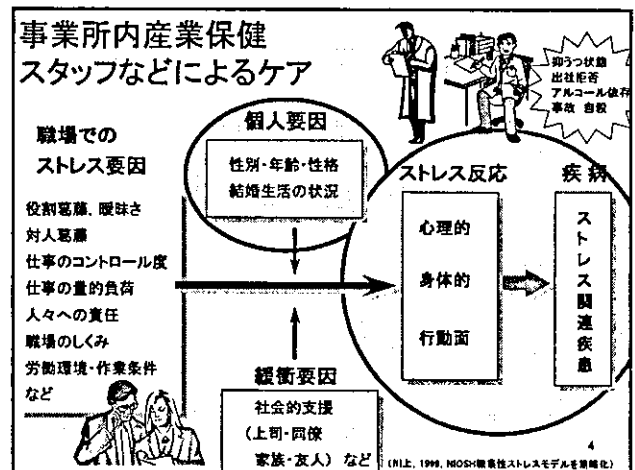 事業所内産業保健
スタッフなどによるケア
抑うつ状態
出社拒否
アルコール依存
事故 自殺
職場での
ストレス要因
役割葛藤、曖昧さ
対人葛藤
仕事のコントロール度
仕事の量的負荷
人々への責任
職場のしくみ
労働環境・作業条件
など
個人要因
性別・年齢・性格
結婚生活の状況
ストレス反応
心理的
身体的
行動面
疾病
ストレス関連疾患
緩衝要因
社会的支援
(上司・同僚
家族・友人) など
4
(川上, 1999, NIOSH職業性ストレスモデルを簡略化)